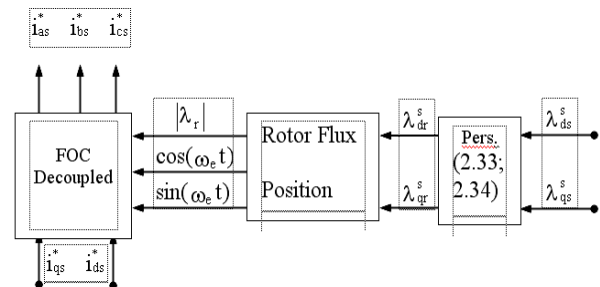 i*as i*bs i*cs
|λr|
cos(ωe t)
sin(ωe t)
FOC
Decoupled
Rotor Flux
Position
λsdr
λsqr
Pers.
(2.33;
2.34)
λsds
λsqs
i*qs i*ds